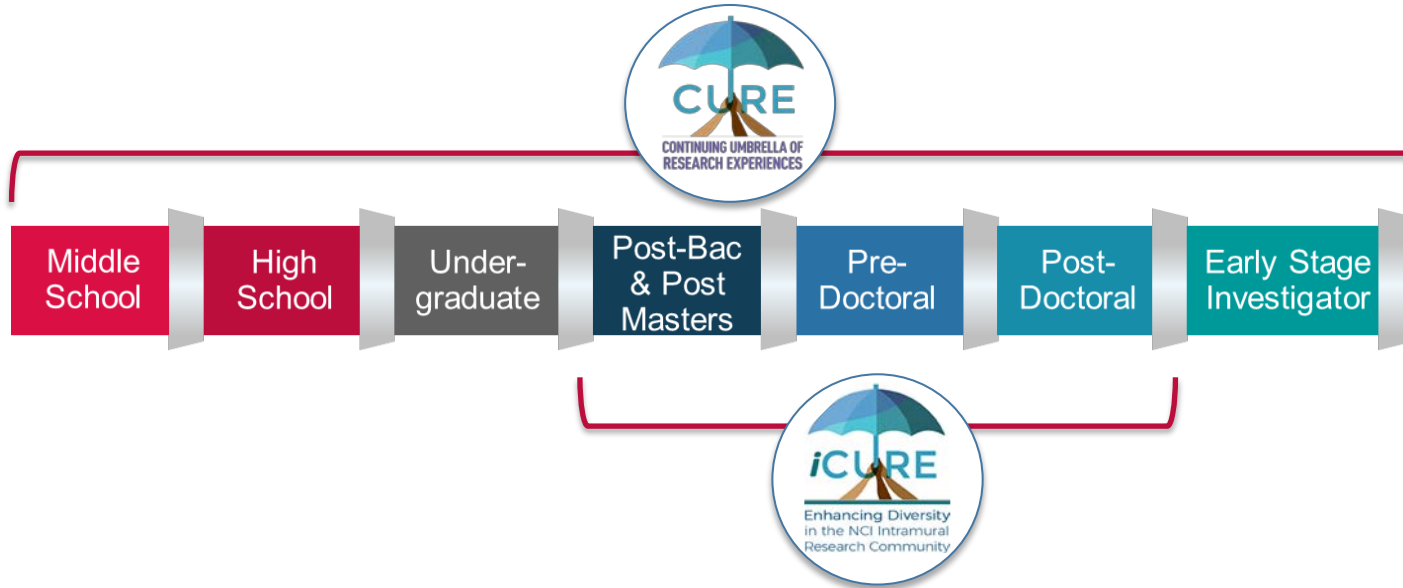 CURE
CONTINUING UMBRELLA OF
RESEARCH EXPERIENCES
Middle
School
High
School
Under-
graduate
Post-Bac
& Post
Masters
Pre-
Doctoral
Post-
Doctoral
Early Stage
Investigator
iCURE
Enhancing Diversity
in the NCI Intramural
Research Community